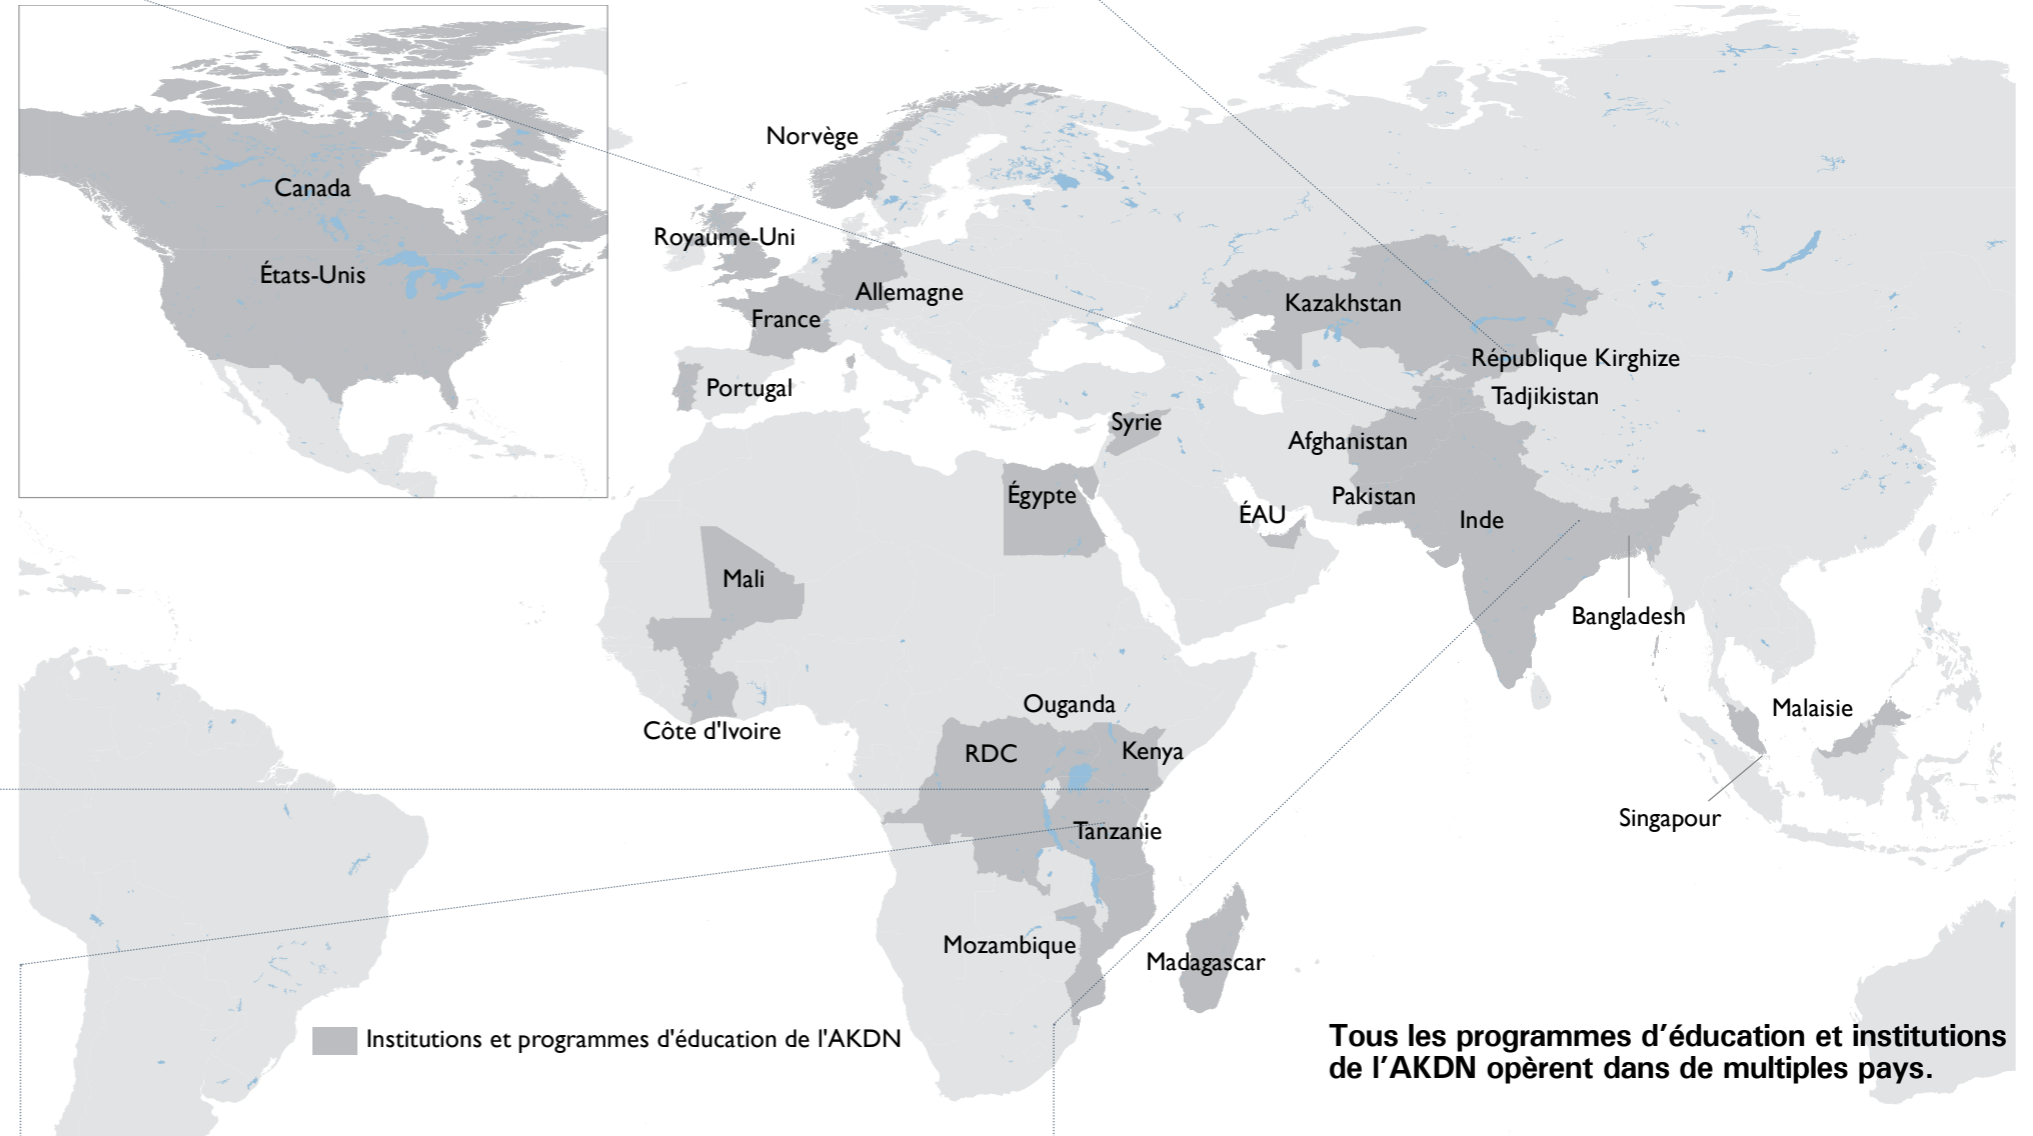 Canada
États-Unis
Norvège
Royaume-Uni
Allemagne
France
Portugal
Kazakhstan
République Kirghize
Tadjikistan
Syrie
Afghanistan
Égypte
Pakistan
ÉAU
Inde
Mali
Bangladesh
Ouganda
Malaisie
Côte d'Ivoire
RDC
Kenya
Singapour
Tanzanie
Mozambique
Madagascar
Institutions et programmes d'éducation de l'AKDN
Tous les programmes d’éducation et institutions
de l’AKDN opèrent dans de multiples pays.